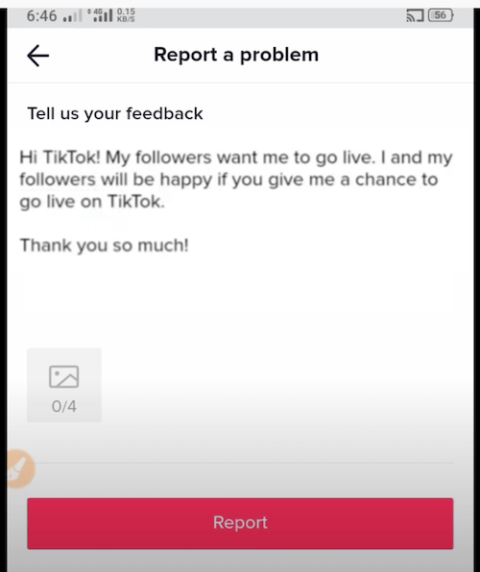 6:46 4G 0.15 KB/S 56
Report a problem
Tell us your feedback
Hi TikTok! My followers want me to go live. I and my
followers will be happy if you give me a chance to
go live on TikTok.
Thank you so much!
0/4
Report